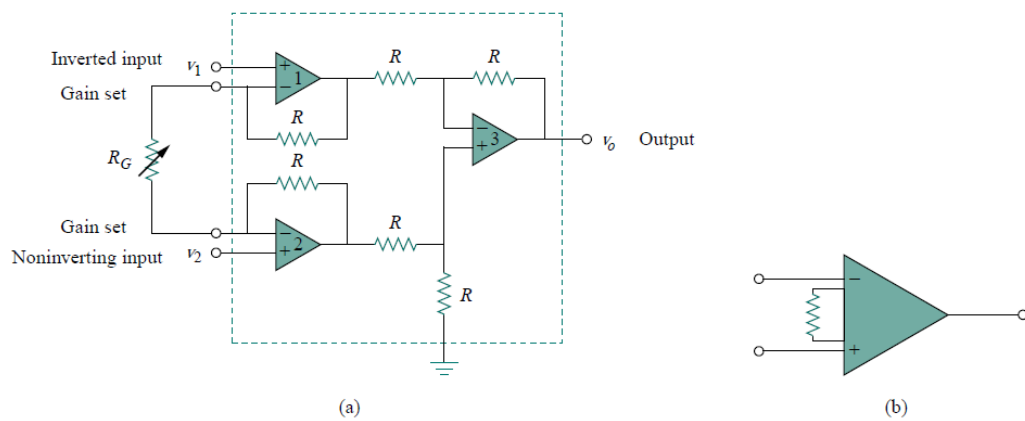 Inverted input v1 + 1 R R
Gain set −
R
RG − 3 vo Output
+
R
Gain set − 2 R
Noninverting input v2 +
R
−
+
(a) (b)